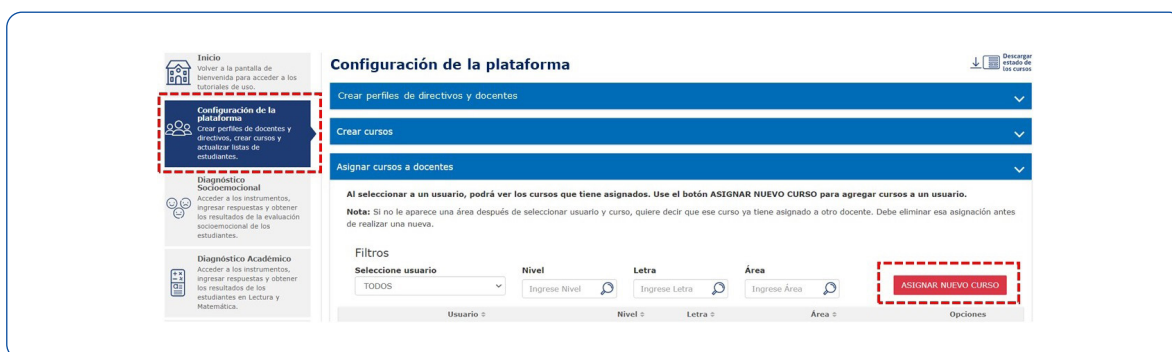 Inicio
Volver a la pantalla de
bienvenida para acceder a los
tutoriales de uso.
Configuración de la
plataforma
Crear perfiles de docentes y
directivos, crear cursos y
actualizar listas de
estudiantes.
Diagnóstico
Socioemocional
Acceder a los instrumentos,
ingresar respuestas y obtener
los resultados de la evaluación
socioemocional de los
estudiantes.
Diagnóstico Académico
Acceder a los instrumentos,
ingresar respuestas y obtener
los resultados de los
estudiantes en Lectura y
Matemática.
Configuración de la plataforma
Descargar
estado de
los cursos
Crear perfiles de directivos y docentes
Crear cursos
Asignar cursos a docentes
Al seleccionar a un usuario, podrá ver los cursos que tiene asignados. Use el botón ASIGNAR NUEVO CURSO para agregar cursos a un usuario.
Nota: Si no le aparece una área después de seleccionar usuario y curso, quiere decir que ese curso ya tiene asignado a otro docente. Debe eliminar esa asignación antes
de realizar una nueva.
Filtros
Seleccione usuario Nivel Letra Área
TODOS Ingrese Nivel Ingrese Letra Ingrese Área ASIGNAR NUEVO CURSO
Usuario Nivel Letra Área Opciones